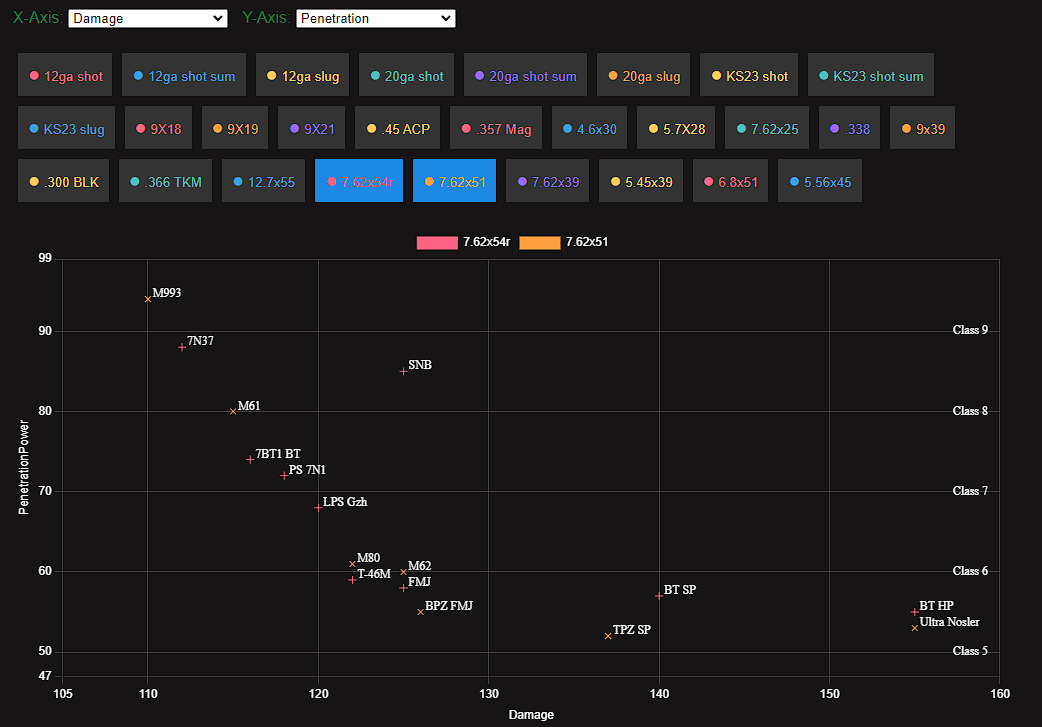 X-Axis: Damage Y-Axis: Penetration
12ga shot 12ga shot sum 12ga slug 20ga shot 20ga shot sum 20ga slug KS23 shot KS23 shot sum
KS23 slug 9X18 9X19 9X21 .45 ACP .357 Mag 4.6x30 5.7X28 7.62x25 .338 9x39
.300 BLK .366 TKM 12.7x55 7.62x54r 7.62x51 7.62x39 5.45x39 6.8x51 5.56x45
7.62x54r 7.62x51
99
M993
90 Class 9
7N37
SNB
M61
80 Class 8
7BT1 BT
PS 7N1
70 Class 7
LPS Gzh
M80
M62
60 Class 6
T-46M
FMJ
BT SP
BPZ FMJ
BT HP
Ultra Nosler
TPZ SP
50 Class 5
47
PenetrationPower
105 110 120 130 140 150 160
Damage